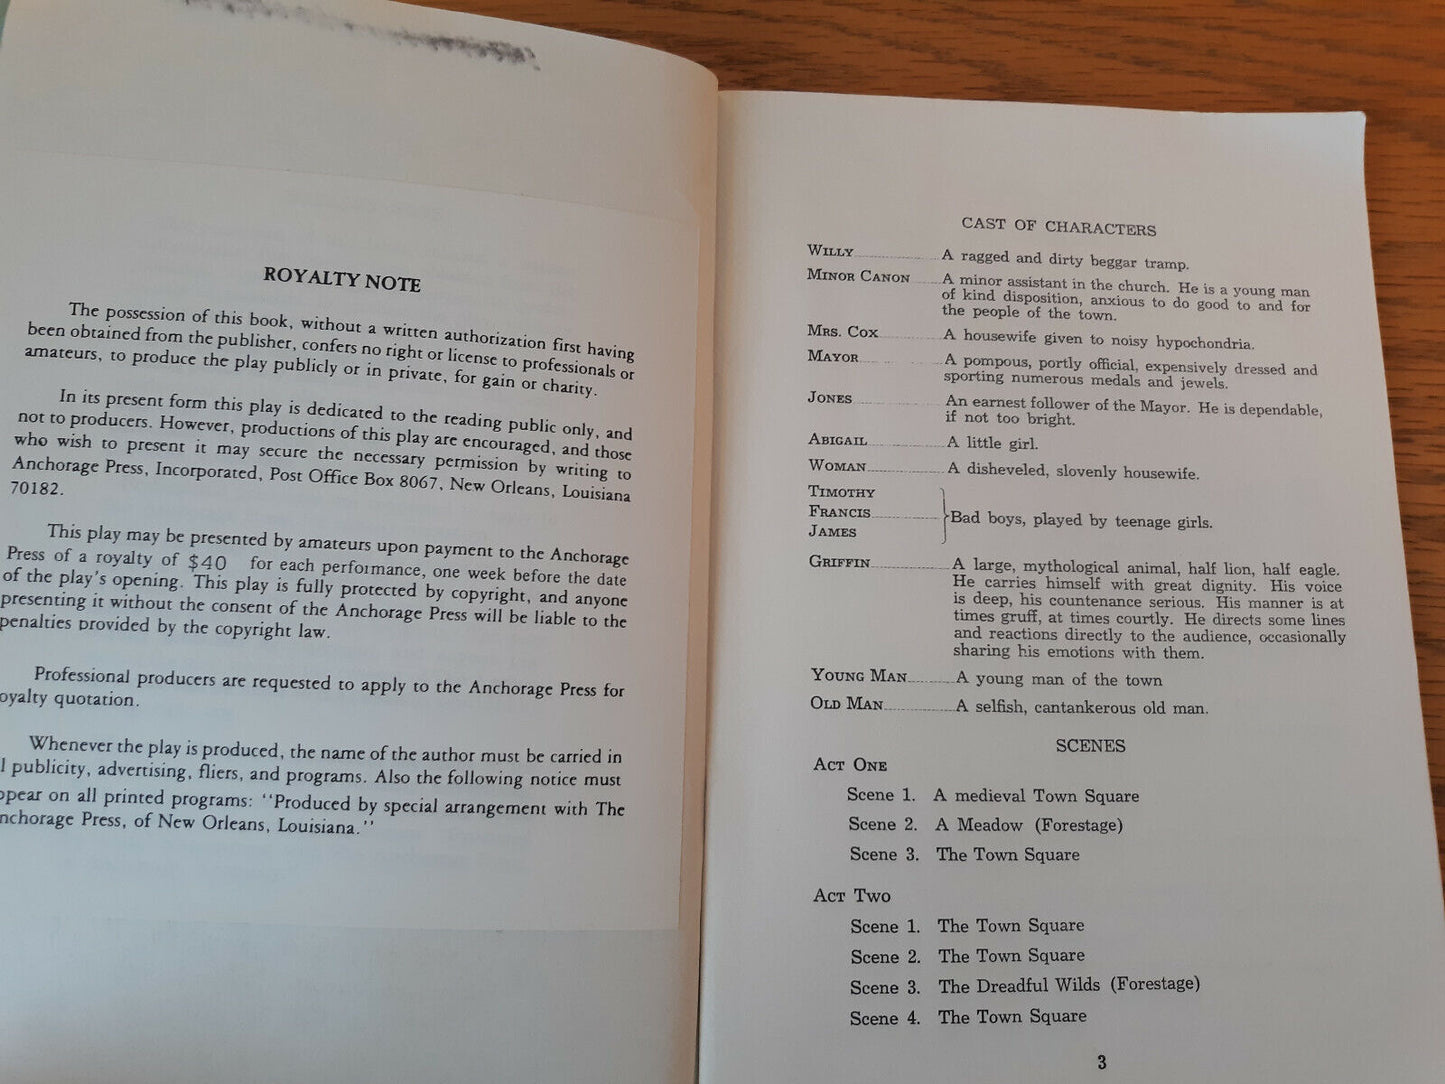 ROYALTY NOTE
The possession of this book, without a written authorization first having
been obtained from the publisher, confers no right or license to professionals or
amateurs, to produce the play publicly or in private, for gain or charity.
In its present form this play is dedicated to the reading public only, and
not to producers. However, productions of this play are encouraged, and those
who wish to present it may secure the necessary permission by writing to
Anchorage Press, Incorporated, Post Office Box 8067, New Orleans, Louisiana
70182.
This play may be presented by amateurs upon payment to the Anchorage
Press of a royalty of $40 for each performance, one week before the date
of the play's opening. This play is fully protected by copyright, and anyone
presenting it without the consent of the Anchorage Press will be liable to the
penalties provided by the copyright law.
Professional producers are requested to apply to the Anchorage Press for
oyalty quotation.
Whenever the play is produced, the name of the author must be carried in
l publicity, advertising, fliers, and programs. Also the following notice must
ppear on all printed programs: "Produced by special arrangement with The
nchorage Press, of New Orleans, Louisiana."
CAST OF CHARACTERS
WILLY A ragged and dirty beggar tramp.
MINOR CANON A minor assistant in the church. He is a young man
of kind disposition, anxious to do good to and for
the people of the town.
MRS. COX A housewife given to noisy hypochondria.
MAYOR A pompous, portly official, expensively dressed and
sporting numerous medals and jewels.
JONES An earnest follower of the Mayor. He is dependable,
if not too bright.
ABIGAIL A little girl.
WOMAN A disheveled, slovenly housewife.
TIMOTHY
FRANCIS Bad boys, played by teenage girls.
JAMES
GRIFFIN A large, mythological animal, half lion, half eagle.
He carries himself with great dignity. His voice
is deep, his countenance serious. His manner is at
times gruff, at times courtly. He directs some lines
and reactions directly to the audience, occasionally
sharing his emotions with them.
YOUNG MAN A young man of the town
OLD MAN A selfish, cantankerous old man.
SCENES
ACT ONE
Scene 1. A medieval Town Square
Scene 2. A Meadow (Forestage)
Scene 3. The Town Square
ACT TWO
Scene 1. The Town Square
Scene 2. The Town Square
Scene 3. The Dreadful Wilds (Forestage)
Scene 4. The Town Square
3